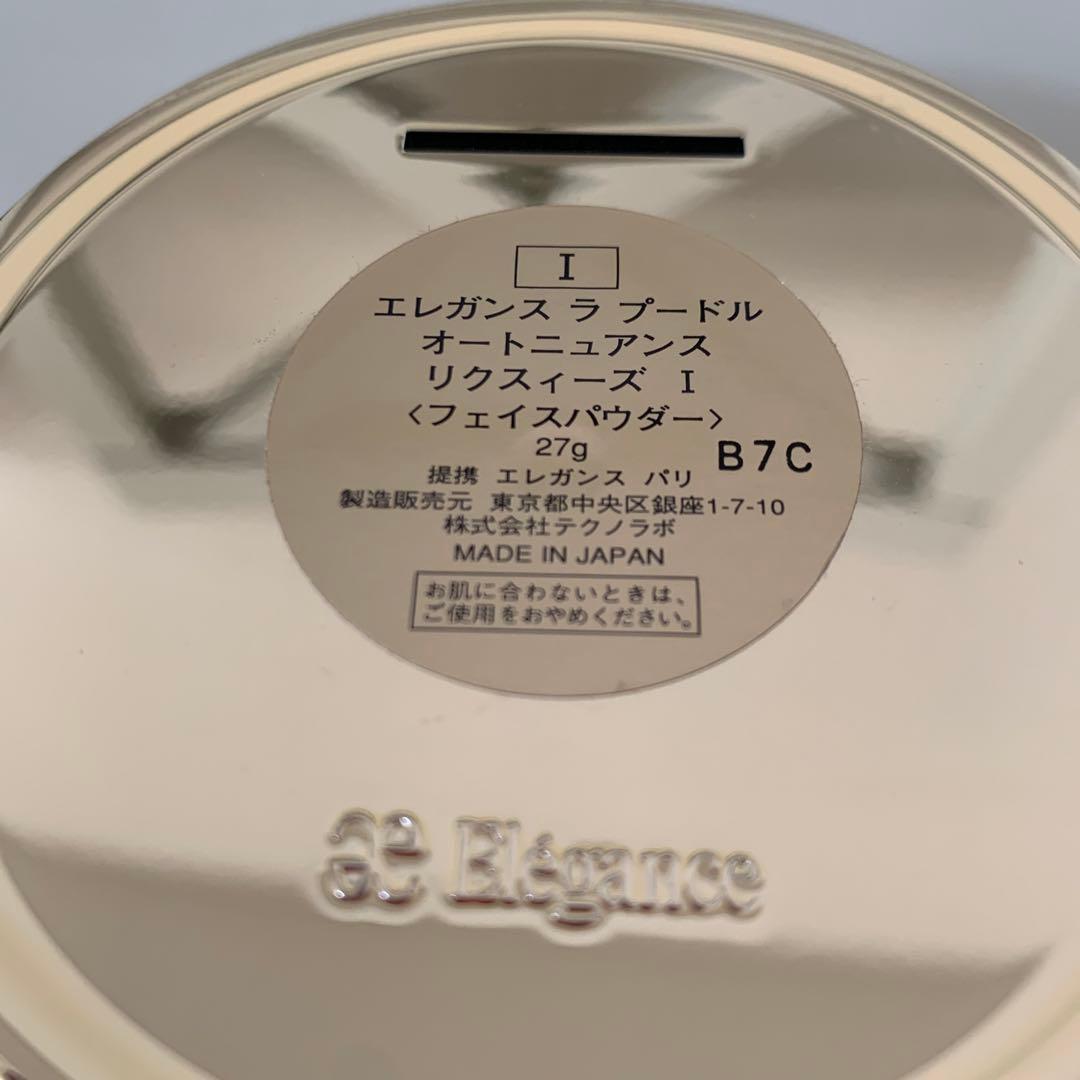 I
エレガンス ラ プードル
オートニュアンス
リクスィーズ I
〈フェイスパウダー〉
27g
B7C
提携 エレガンス パリ
製造販売元 東京都中央区銀座1-7-10
株式会社テクノラボ
MADE IN JAPAN
お肌に合わないときは、
ご使用をおやめください。
æ Elégance